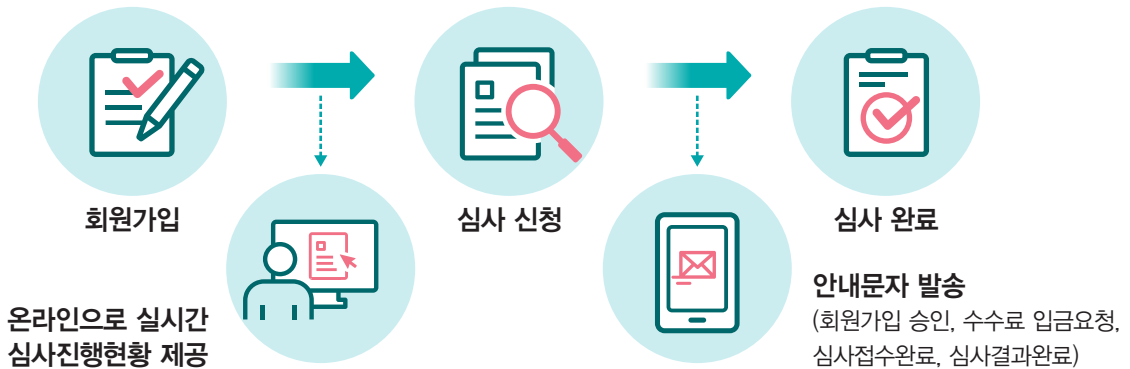 회원가입
심사 신청
심사 완료
온라인으로 실시간
심사진행현황 제공
안내문자 발송
(회원가입 승인, 수수료 입금요청,
심사접수완료, 심사결과완료)